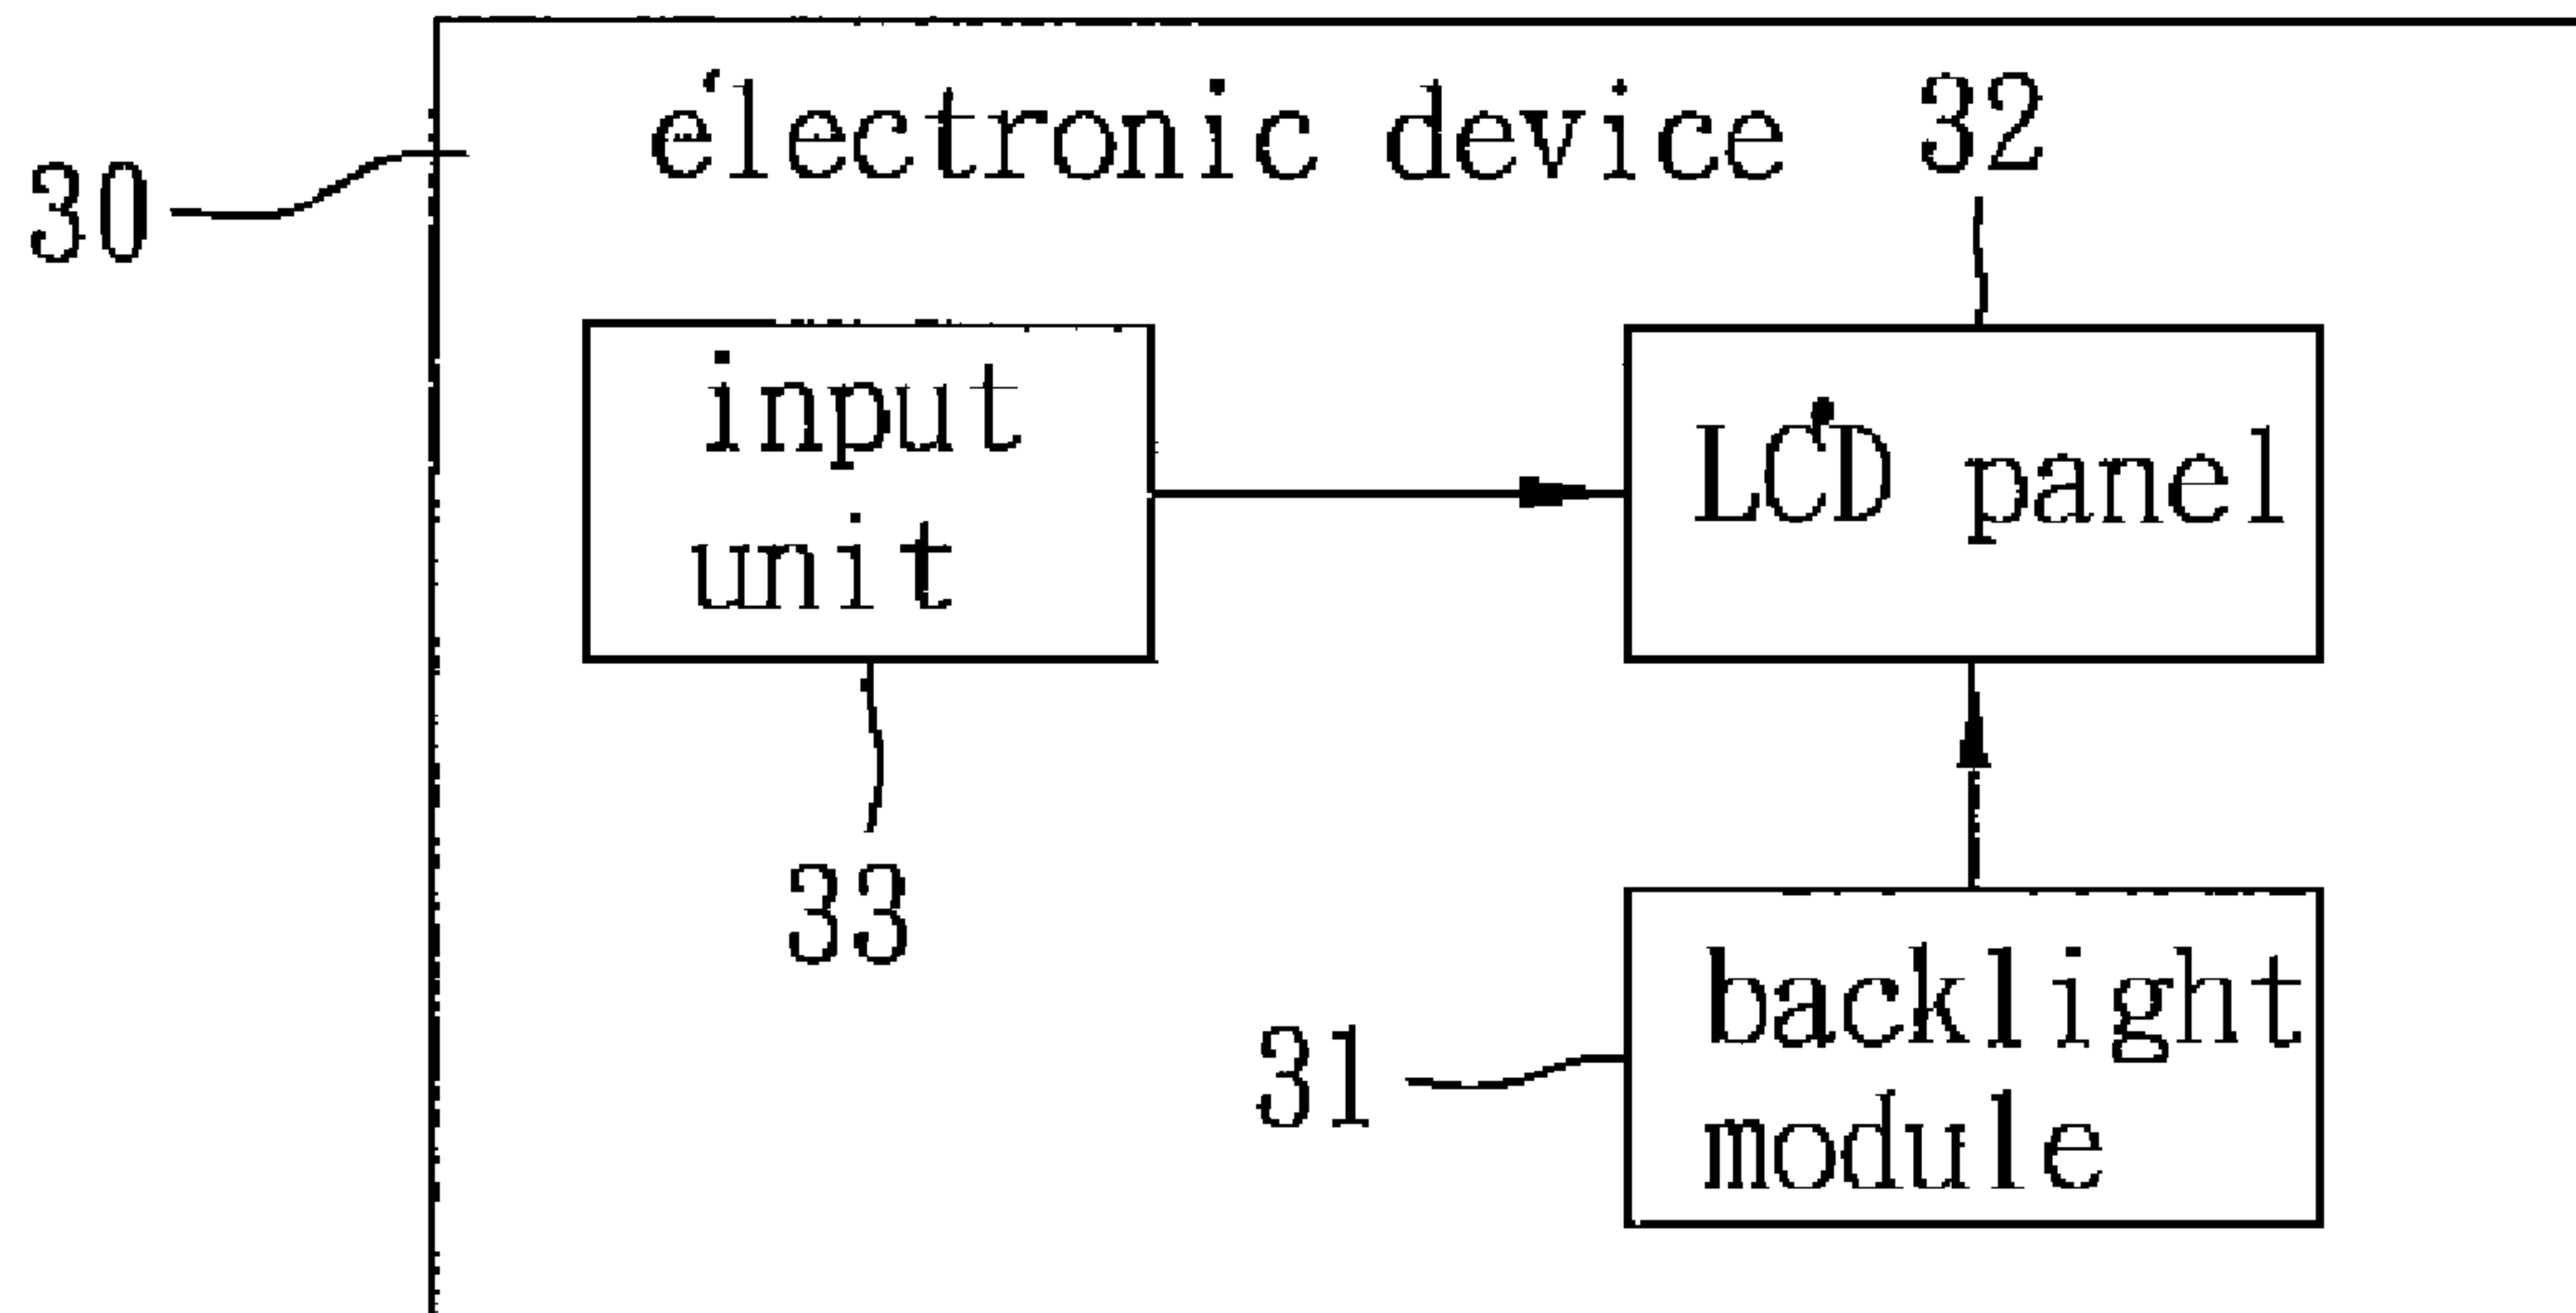 electronic device
32
30
input
unit
LCD panel
33
31
backlight
module